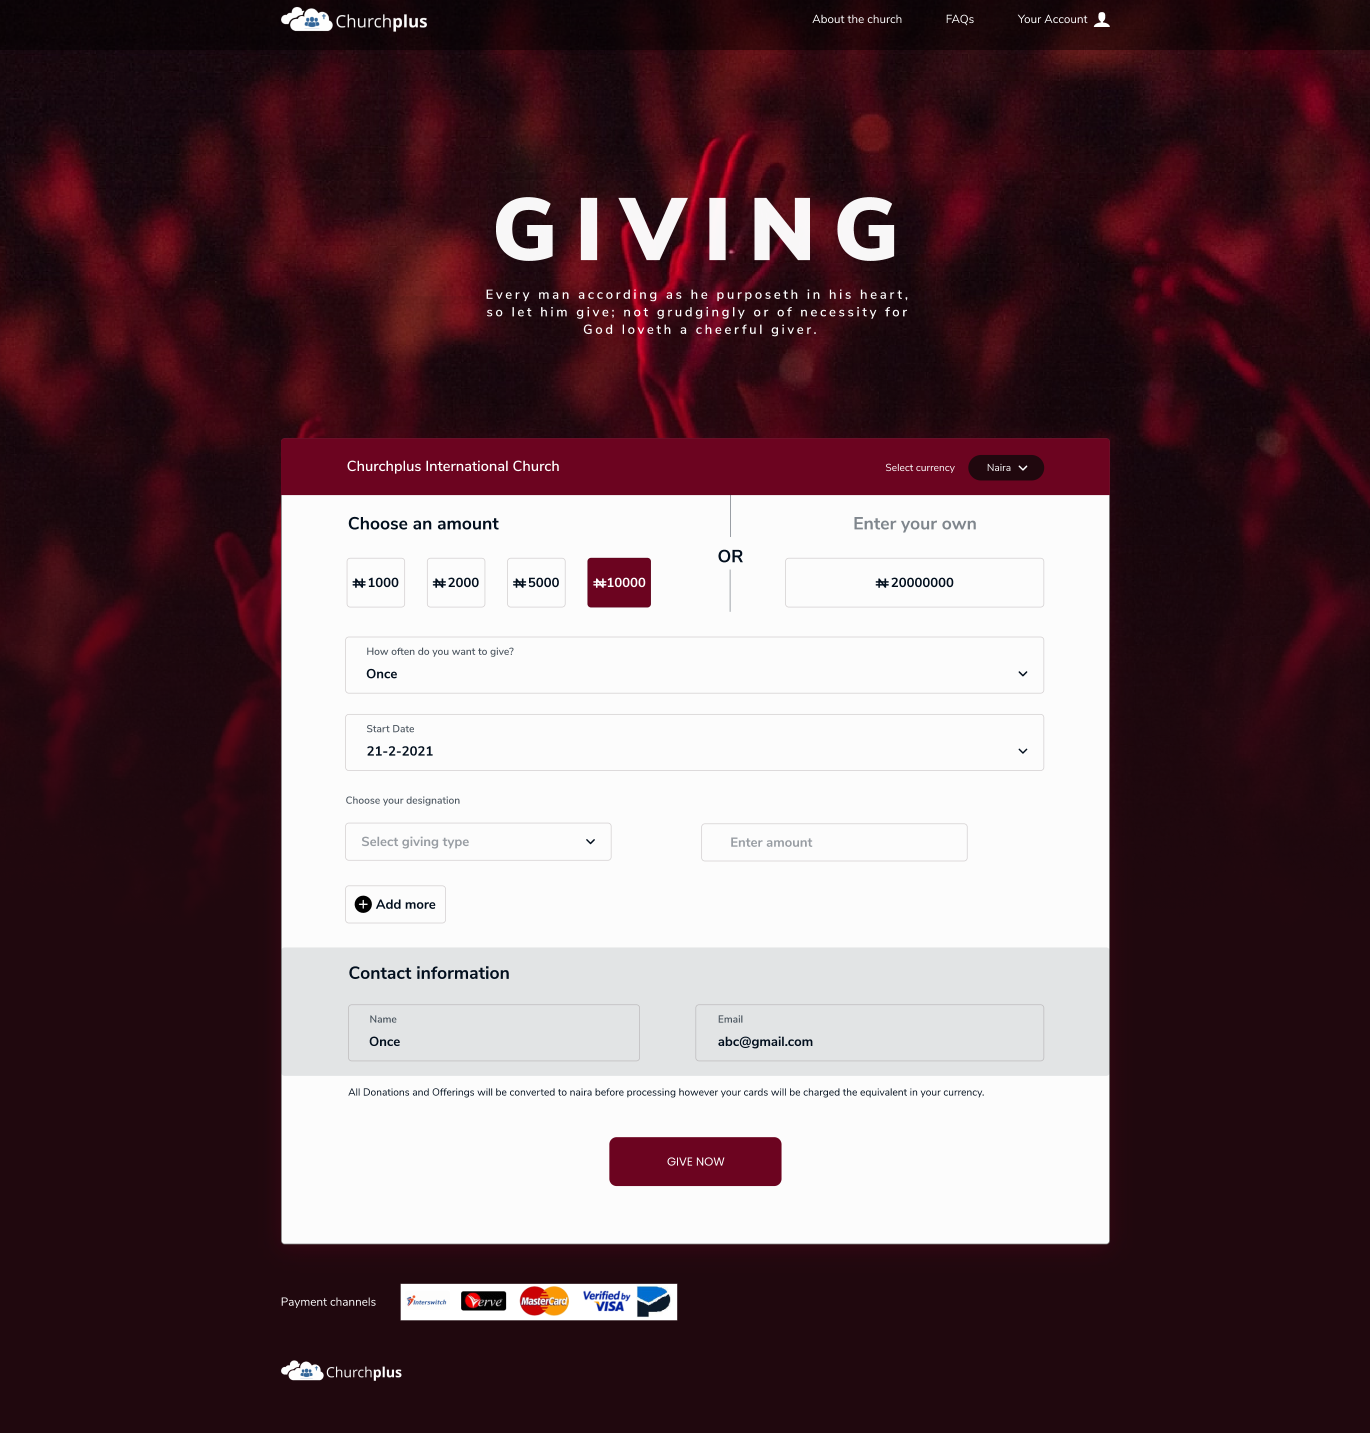 Churchplus
About the church
FAQs
Your Account
GIVING
Every man according as he purposeth in his heart,
so let him give; not grudgingly or of necessity for
God loveth a cheerful giver.
Churchplus International Church
Select currency
Naira
Choose an amount
OR
Enter your own
₦1000
₦2000
₦5000
₦10000
₦20000000
How often do you want to give?
Once
Start Date
21-2-2021
Choose your designation
Select giving type
Enter amount
Add more
Contact information
Name
Once
Email
abc@gmail.com
All Donations and Offerings will be converted to naira before processing however your cards will be charged the equivalent in your currency.
GIVE NOW
Payment channels
Interswitch
Verve
MasterCard
Verified by
VISA
Churchplus